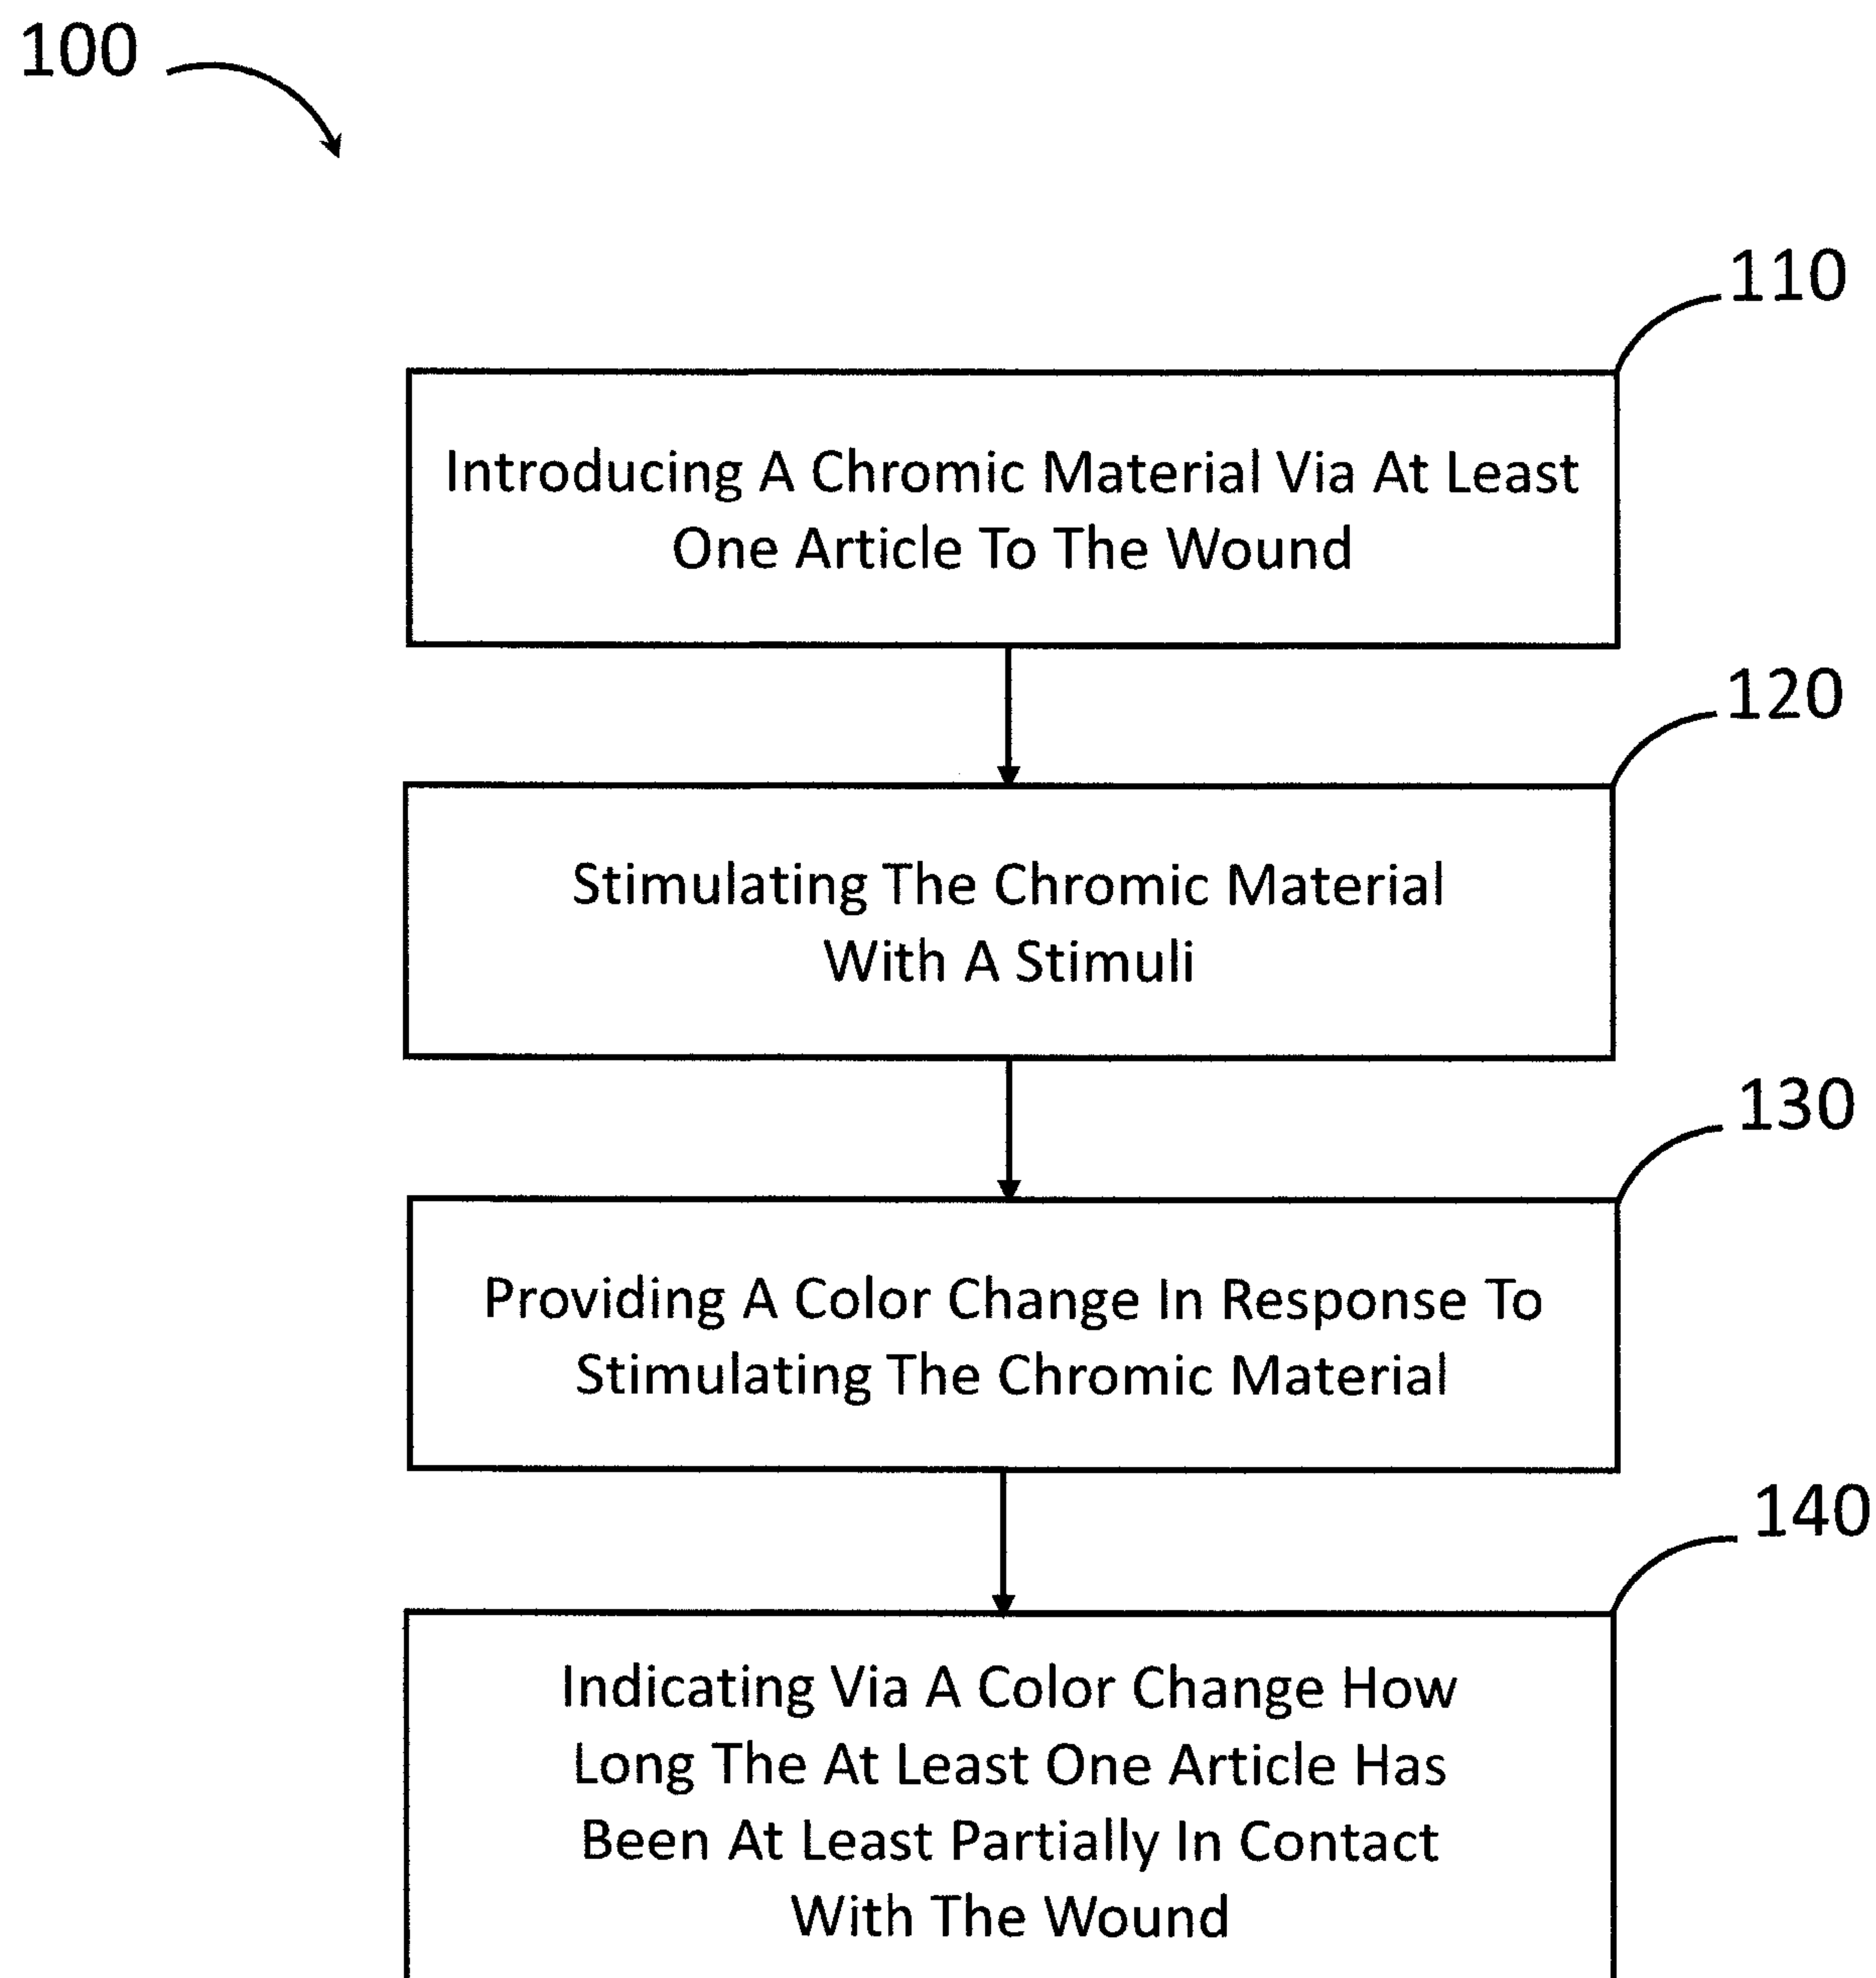 100
110
Introducing A Chromic Material Via At Least
One Article To The Wound
120
Stimulating The Chromic Material
With A Stimuli
130
Providing A Color Change In Response To
Stimulating The Chromic Material
140
Indicating Via A Color Change How
Long The At Least One Article Has
Been At Least Partially In Contact
With The Wound